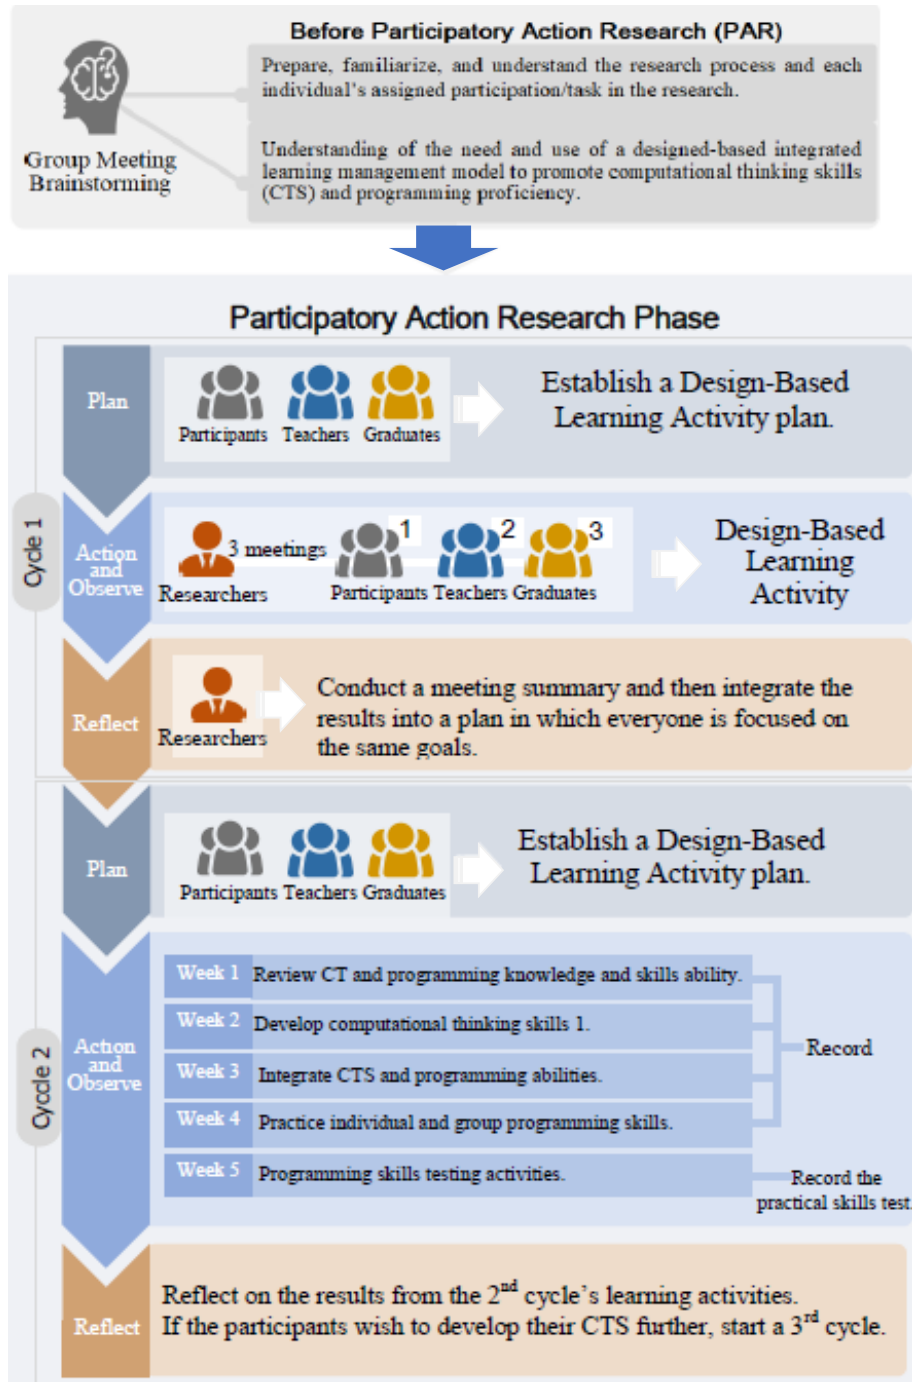 Before Participatory Action Research (PAR)
Prepare, familiarize, and understand the research process and each
individual's assigned participation/task in the research.
Group Meeting
Brainstorming
Understanding of the need and use of a designed-based integrated
learning management model to promote computational thinking skills
(CTS) and programming proficiency.
Participatory Action Research Phase
Cycle 1
Plan
Participants Teachers Graduates
Establish a Design-Based
Learning Activity plan.
Action
and
Observe
Researchers
3 meetings
1 2 3
Participants Teachers Graduates
Design-Based
Learning
Activity
Reflect
Researchers
Conduct a meeting summary and then integrate the
results into a plan in which everyone is focused on
the same goals.
Cycdle 2
Plan
Participants Teachers Graduates
Establish a Design-Based
Learning Activity plan.
Action
and
Observe
Week 1 Review CT and programming knowledge and skills ability.
Week 2 Develop computational thinking skills 1.
Week 3 Integrate CTS and programming abilities.
Week 4 Practice individual and group programming skills.
Record
Week 5 Programming skills testing activities.
Record the
practical skills test.
Reflect
Reflect on the results from the 2nd cycle's learning activities.
If the participants wish to develop their CTS further, start a 3rd cycle.